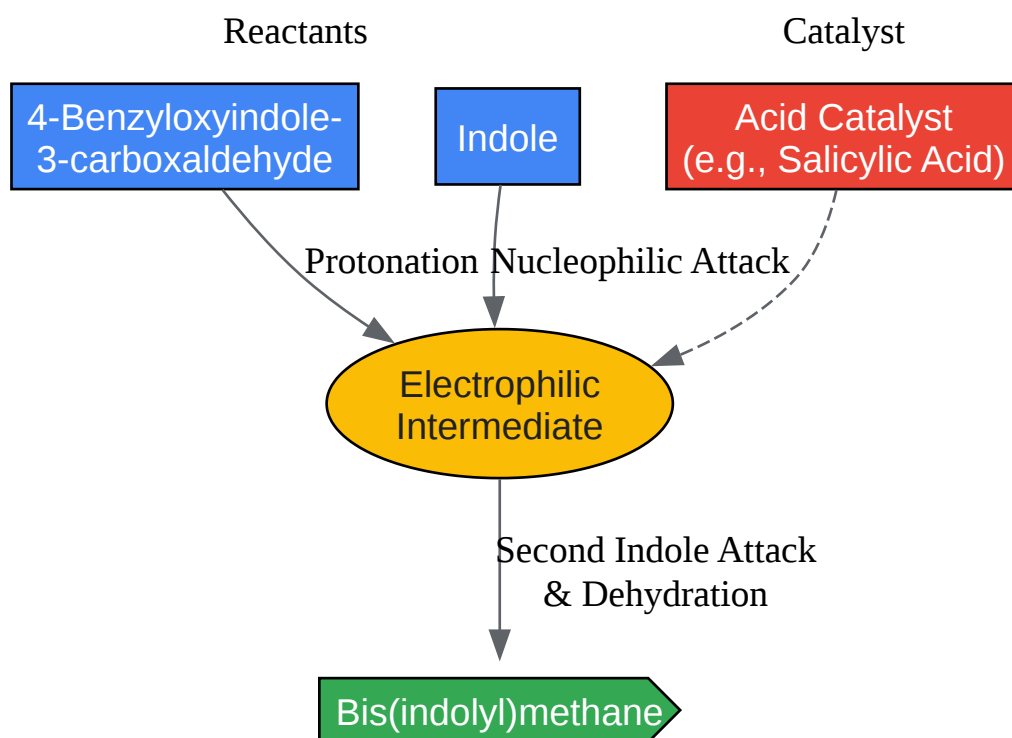 Reactants
Catalyst
4-Benzyloxyindole-
3-carboxaldehyde
Indole
Acid Catalyst
(e.g., Salicylic Acid)
Protonation
Nucleophilic Attack
Electrophilic
Intermediate
Second Indole Attack
& Dehydration
Bis(indolyl)methane